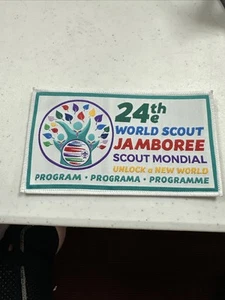 24th
e
WORLD SCOUT
JAMBOREE
SCOUT MONDIAL
UNLOCK a NEW WORLD
PROGRAM • PROGRAMA • PROGRAMME